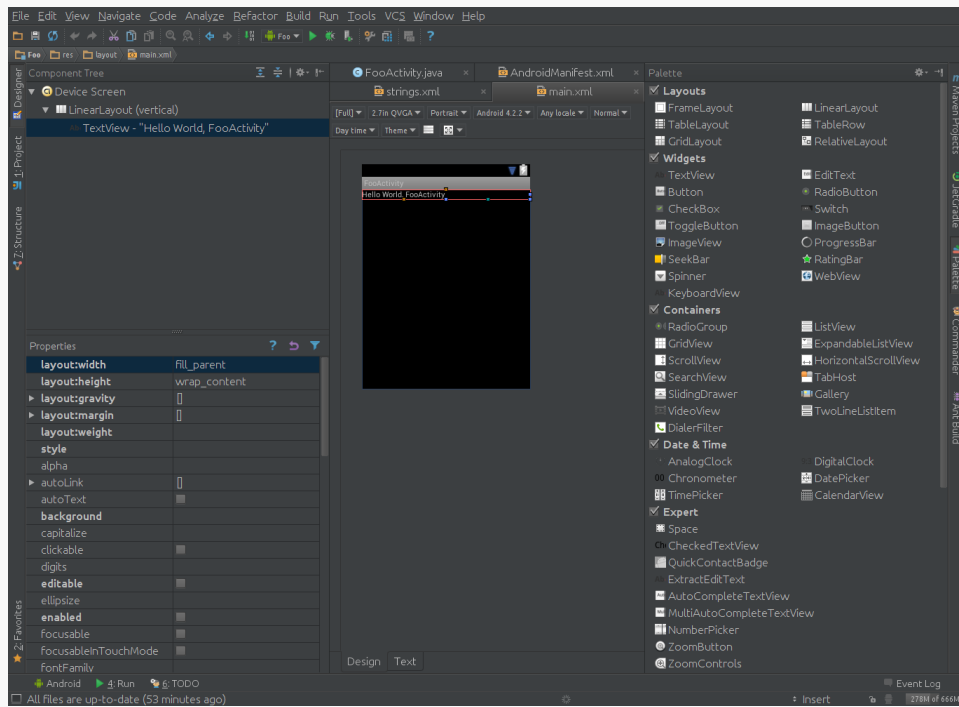 File Edit View Navigate Code Analyze Refactor Build Run Tools VCS Window Help
Foo
Foo res layout main.xml
Designer
1: Project
Z: Structure
2: Favorites
Component Tree
Device Screen
LinearLayout (vertical)
TextView - "Hello World, FooActivity"
Properties
layout:width fill_parent
layout:height wrap_content
layout:gravity []
layout:margin []
layout:weight
style
alpha
autoLink []
autoText
background
capitalize
clickable
digits
editable
ellipsize
enabled
focusable
focusableInTouchMode
fontFamily
FooActivity.java × AndroidManifest.xml ×
strings.xml × main.xml ×
[Full] 2.7in QVGA Portrait Android 4.2.2 Any locale Normal
Day time Theme
FooActivity
Hello World, FooActivity
Design Text
Palette
Layouts
FrameLayout LinearLayout
TableLayout TableRow
GridLayout RelativeLayout
Widgets
TextView EditText
Button RadioButton
CheckBox Switch
ToggleButton ImageButton
ImageView ProgressBar
SeekBar RatingBar
Spinner WebView
KeyboardView
Containers
RadioGroup ListView
GridView ExpandableListView
ScrollView HorizontalScrollView
SearchView TabHost
SlidingDrawer Gallery
VideoView TwoLineListItem
DialerFilter
Date & Time
AnalogClock DigitalClock
Chronometer DatePicker
TimePicker CalendarView
Expert
Space
CheckedTextView
QuickContactBadge
ExtractEditText
AutoCompleteTextView
MultiAutoCompleteTextView
NumberPicker
ZoomButton
ZoomControls
Maven Projects
JetGradle
Palette
Commander
Ant Build
Android 4: Run 6: TODO Event Log
All files are up-to-date (53 minutes ago) Insert 278M of 666M